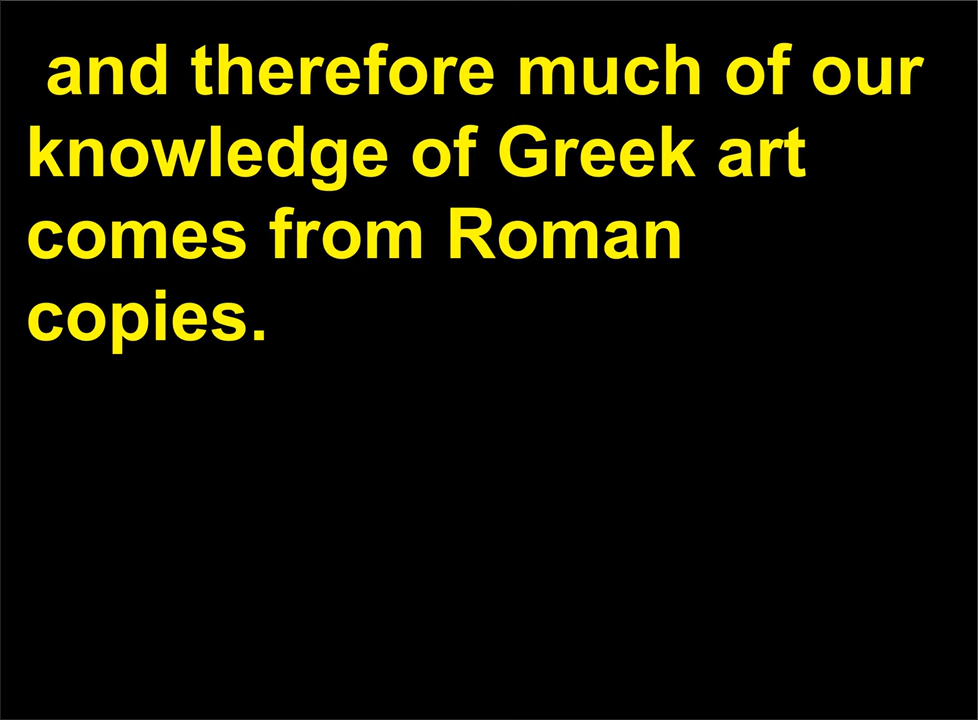 and therefore much of our
knowledge of Greek art
comes from Roman
copies.